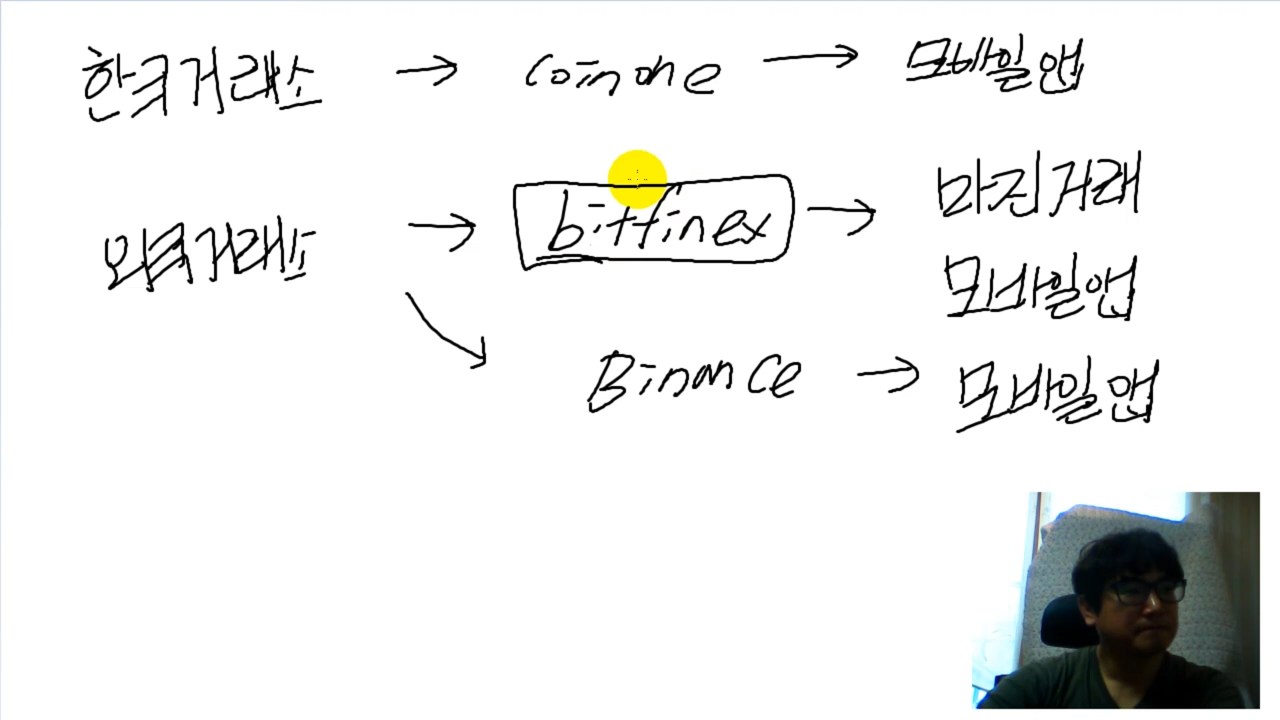 한국거래소 → coinone → 모바일앱
외국거래소 → bitfinex → 마진거래
모바일앱
Binance → 모바일앱